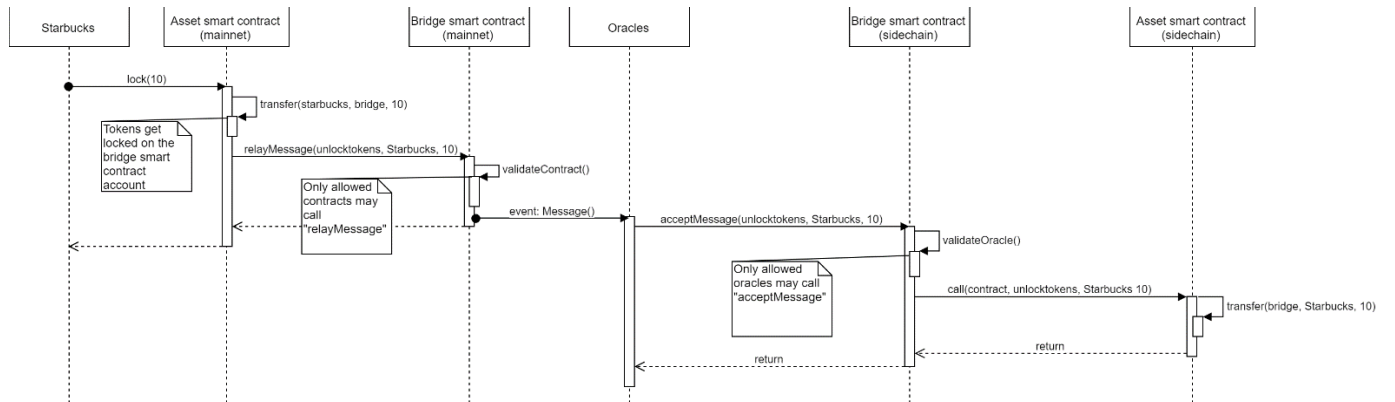 Starbucks
Asset smart contract
(mainnet)
Bridge smart contract
(mainnet)
Oracles
Bridge smart contract
(sidechain)
Asset smart contract
(sidechain)
lock(10)
transfer(starbucks, bridge, 10)
Tokens get
locked on the
bridge smart
contract
account
relayMessage(unlocktokens, Starbucks, 10)
validateContract()
Only allowed
contracts may
call
"relayMessage"
event: Message()
acceptMessage(unlocktokens, Starbucks, 10)
validateOracle()
Only allowed
oracles may call
"acceptMessage"
call(contract, unlocktokens, Starbucks 10)
transfer(bridge, Starbucks, 10)
return
return